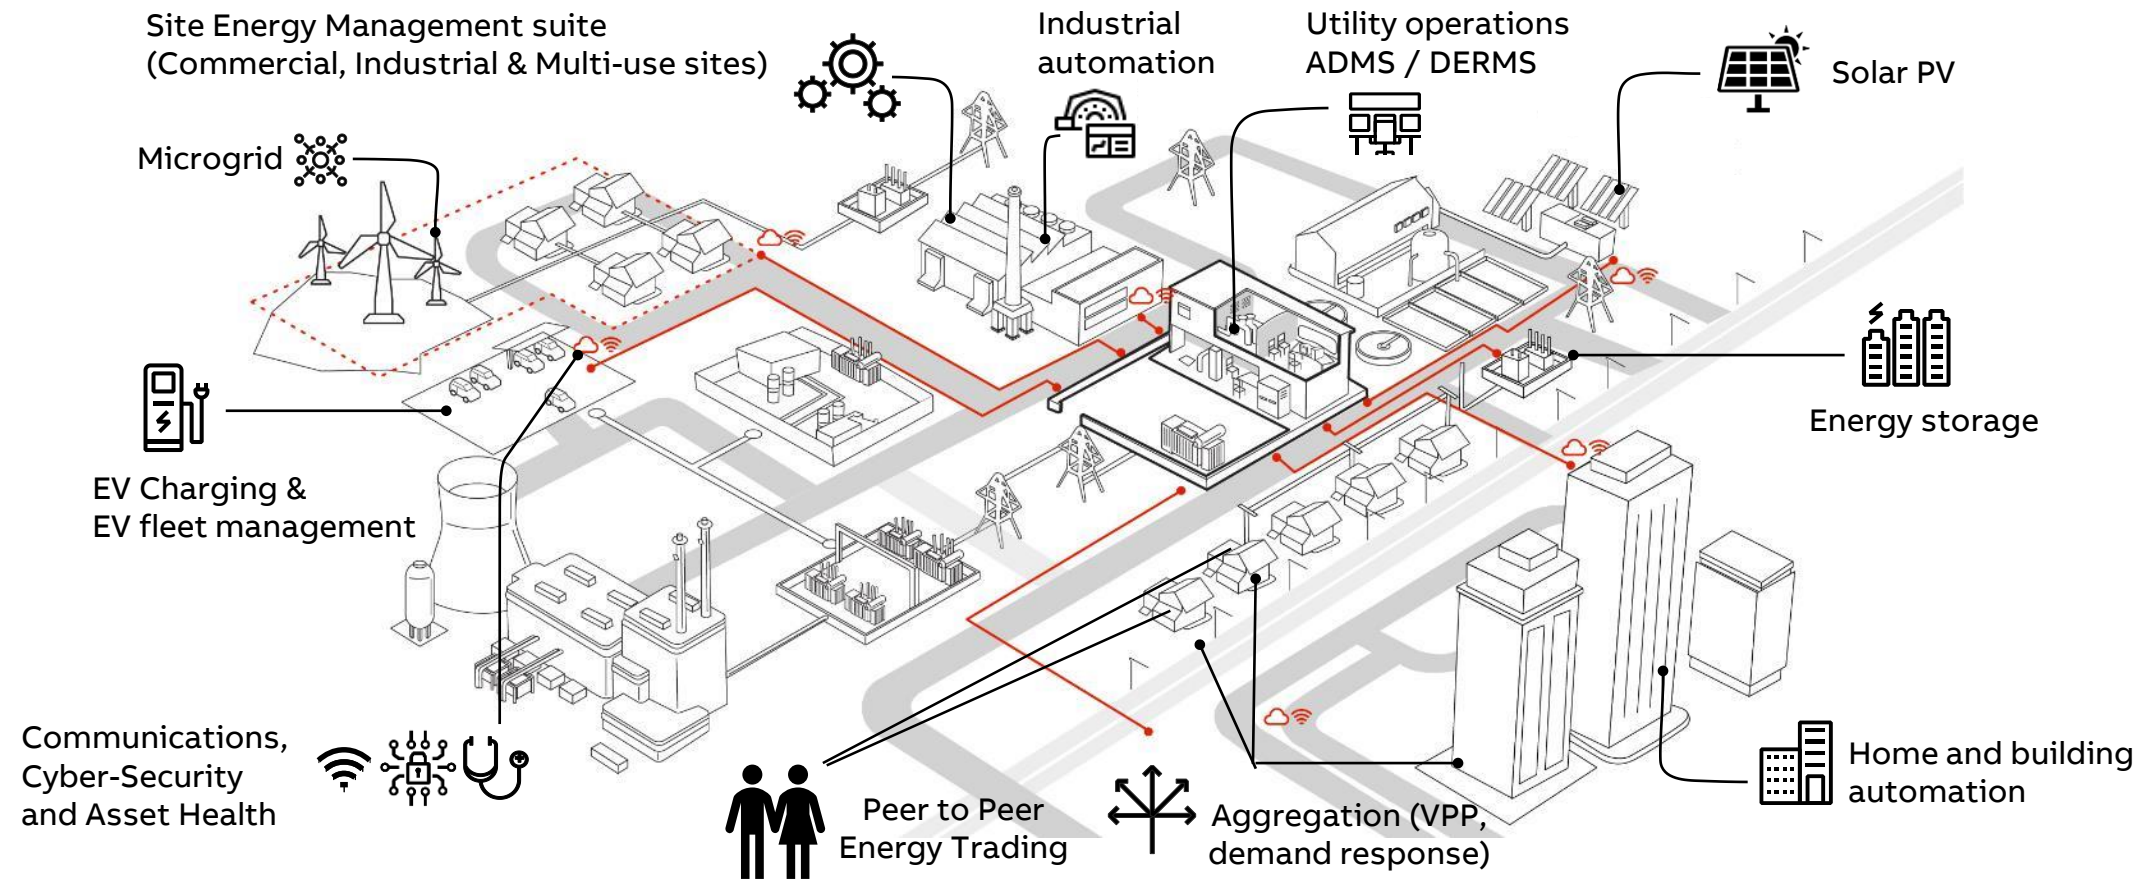 Site Energy Management suite
(Commercial, Industrial & Multi-use sites)
Industrial
automation
Utility operations
ADMS / DERMS
Solar PV
Microgrid
Energy storage
EV Charging &
EV fleet management
Communications,
Cyber-Security
and Asset Health
Peer to Peer
Energy Trading
Aggregation (VPP,
demand response)
Home and building
automation